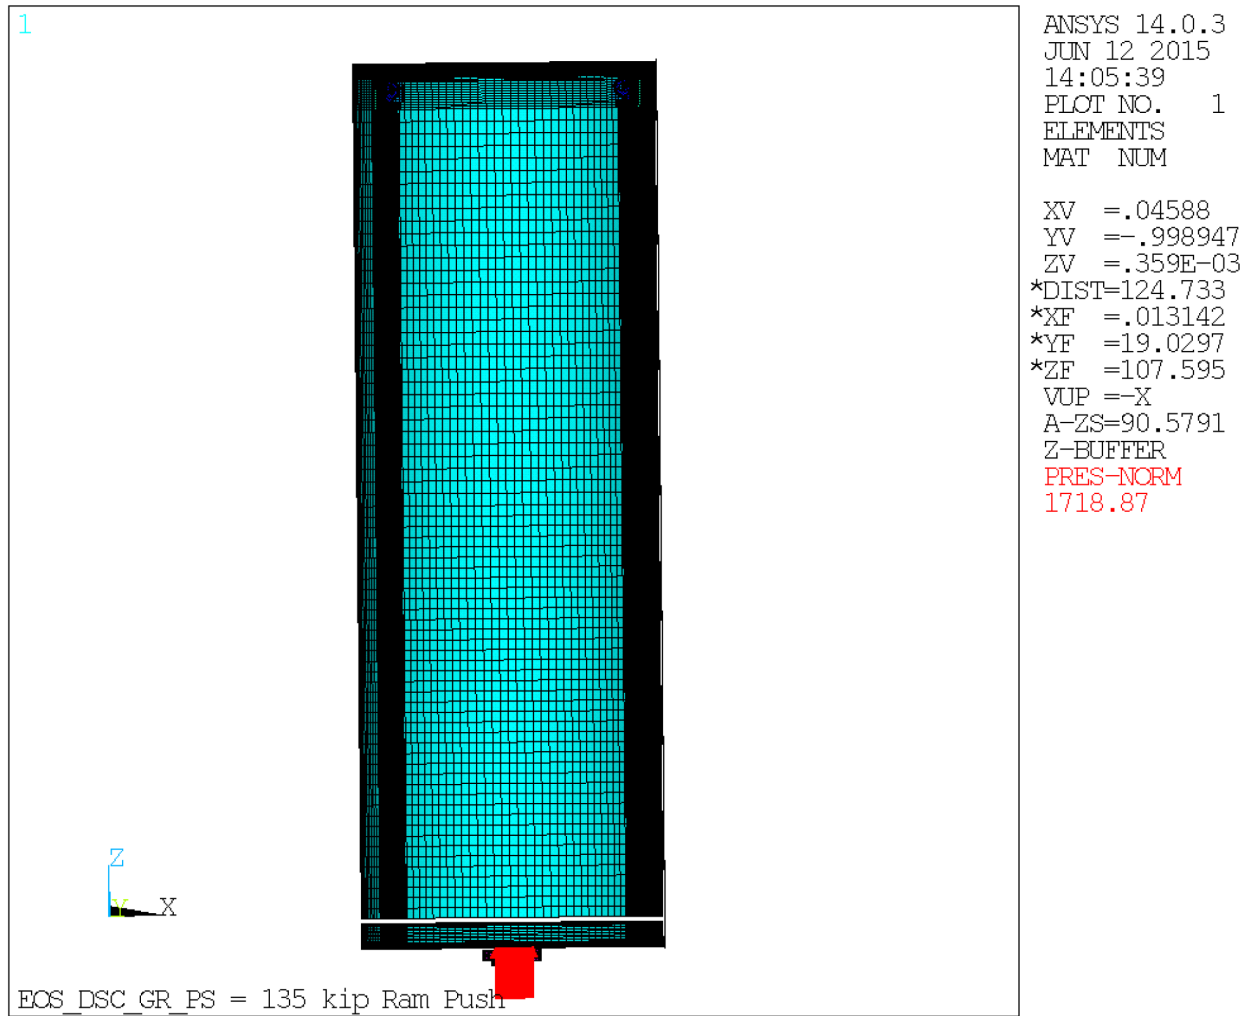 1
ANSYS 14.0.3
JUN 12 2015
14:05:39
PLOT NO. 1
ELEMENTS
MAT NUM
XV =.04588
YV =-.998947
ZV =.359E-03
*DIST=124.733
*XF =.013142
*YF =19.0297
*ZF =107.595
VUP =-X
A-ZS=90.5791
Z-BUFFER
PRES-NORM
1718.87
Z
Y
X
EOS_DSC_GR_PS = 135 kip Ram Push